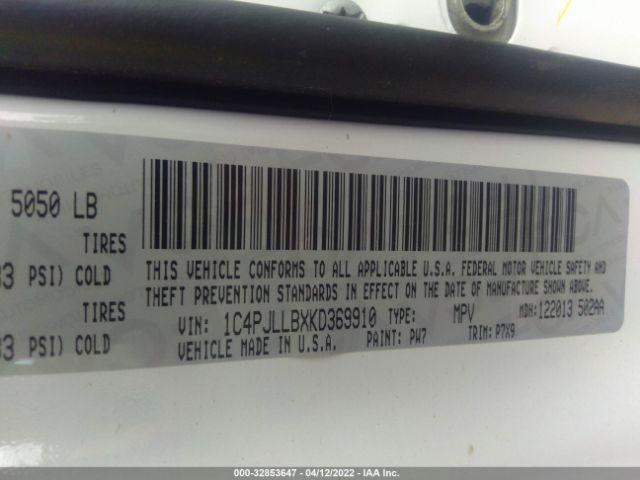 5050 LB
TIRES
33 PSI) COLD
TIRES
33 PSI) COLD
THIS VEHICLE CONFORMS TO ALL APPLICABLE U.S.A. FEDERAL MOTOR VEHICLE SAFETY AND
THEFT PREVENTION STANDARDS IN EFFECT ON THE DATE OF MANUFACTURE SHOWN ABOVE.
VIN: 1C4PJLLBXKD369910 TYPE: MPV MDH:122013 502AA
VEHICLE MADE IN U.S.A. PAINT: PW7 TRIM: P7X9
000-32853647 - 04/12/2022 - IAA Inc.